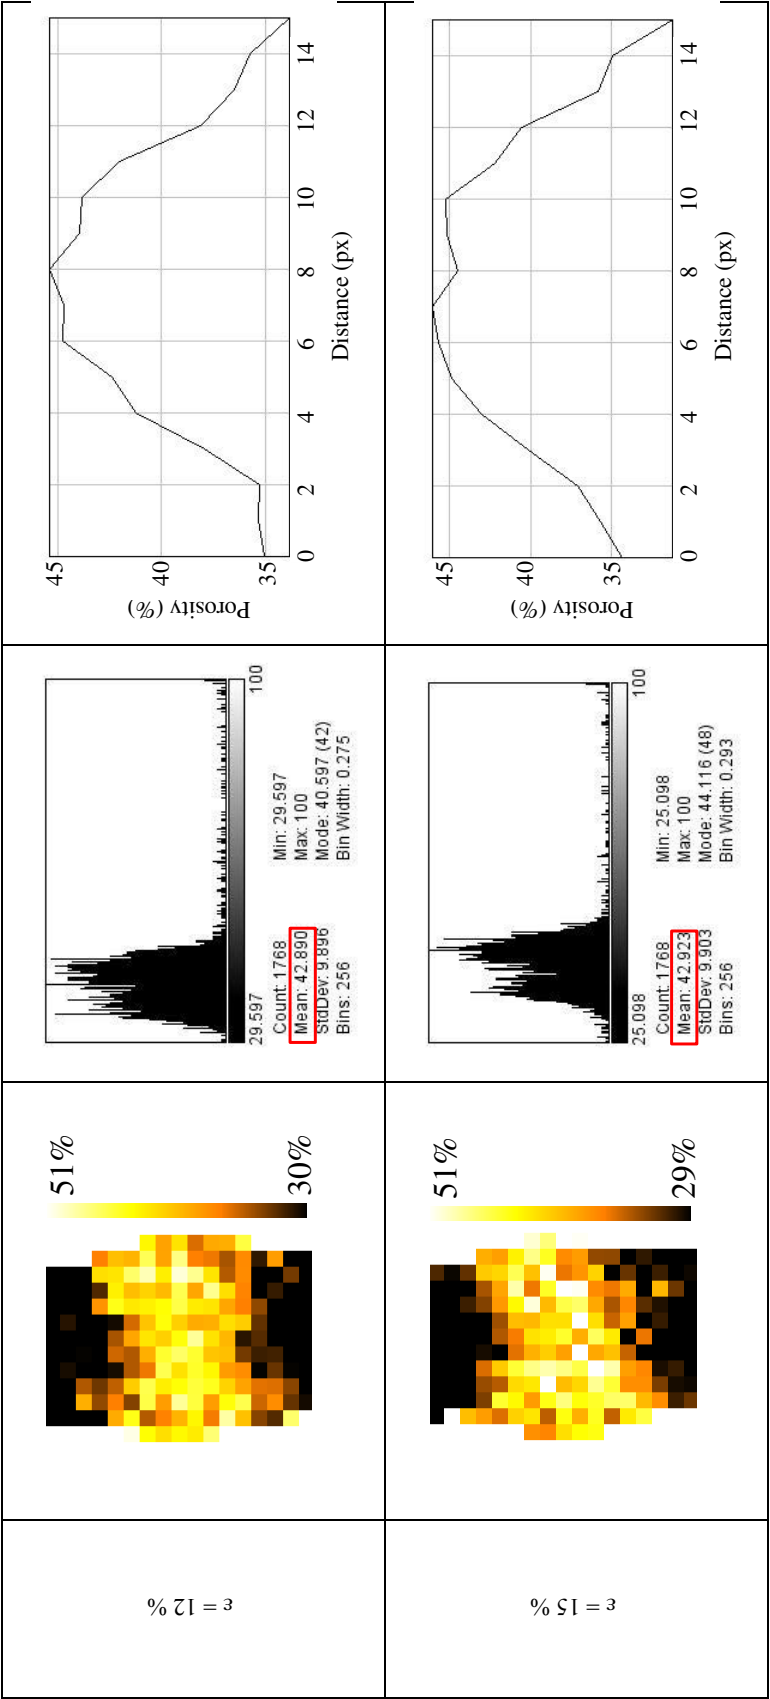 ε = 12 %
51%
30%
29.597
100
Count: 1768
Min: 29.597
Mean: 42.890
Max: 100
StdDev: 9.896
Mode: 40.597 (42)
Bins: 256
Bin Width: 0.275
Porosity (%)
45
40
35
0
2
4
6
8
10
12
14
Distance (px)
ε = 15 %
51%
29%
25.098
100
Count: 1768
Min: 25.098
Mean: 42.923
Max: 100
StdDev: 9.903
Mode: 44.116 (48)
Bins: 256
Bin Width: 0.293
Porosity (%)
45
40
35
0
2
4
6
8
10
12
14
Distance (px)